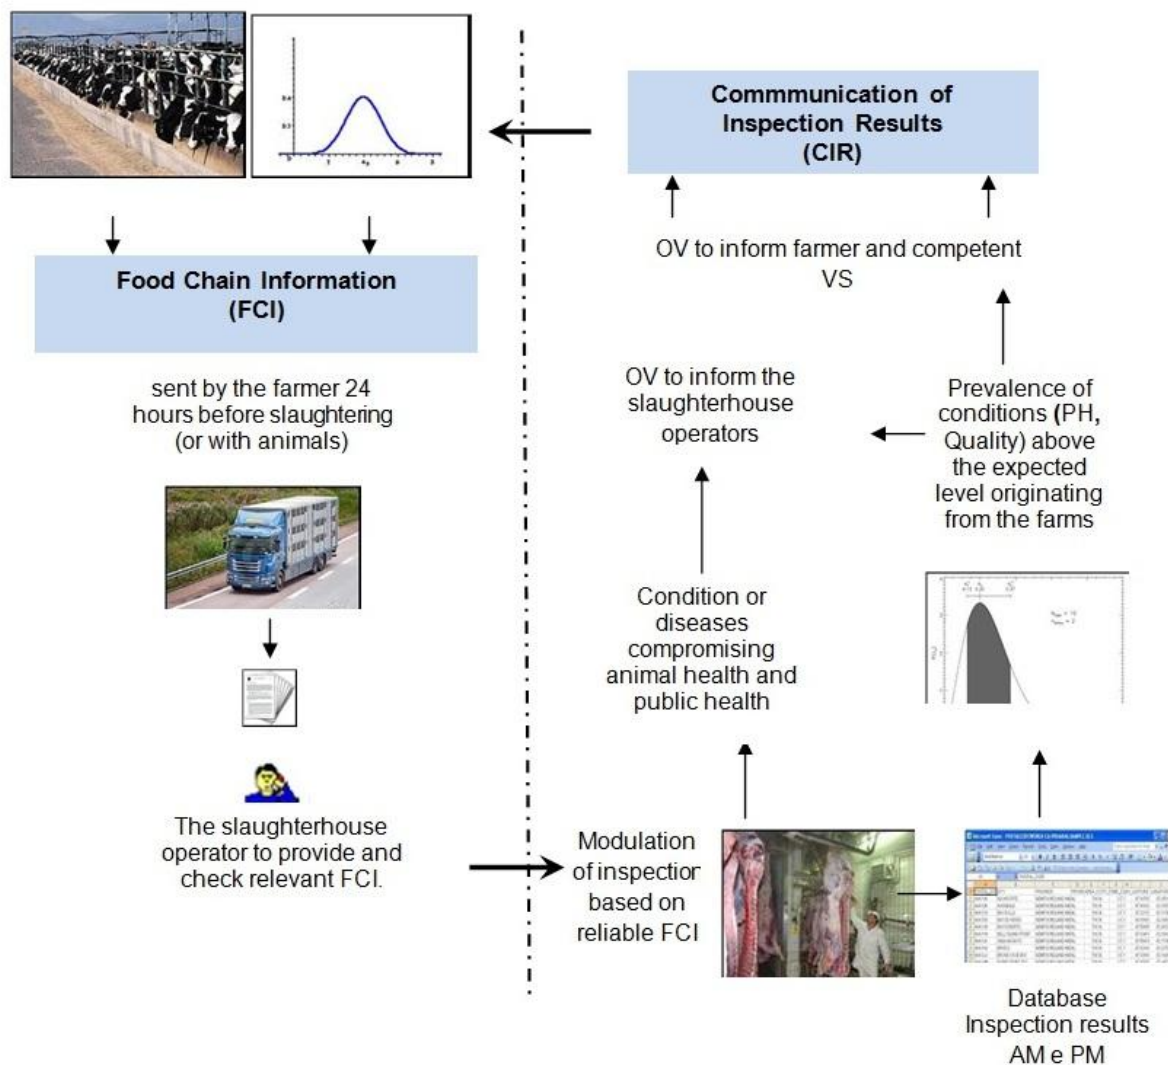 Food Chain Information
(FCI)
sent by the farmer 24
hours before slaughtering
(or with animals)
The slaughterhouse
operator to provide and
check relevant FCI.
Commmunication of
Inspection Results
(CIR)
OV to inform farmer and competent
VS
OV to inform the
slaughterhouse
operators
Prevalence of
conditions (PH,
Quality) above
the expected
level originating
from the farms
Condition or
diseases
compromising
animal health and
public health
Modulation
of inspection
based on
reliable FCI
Database
Inspection results
AM e PM